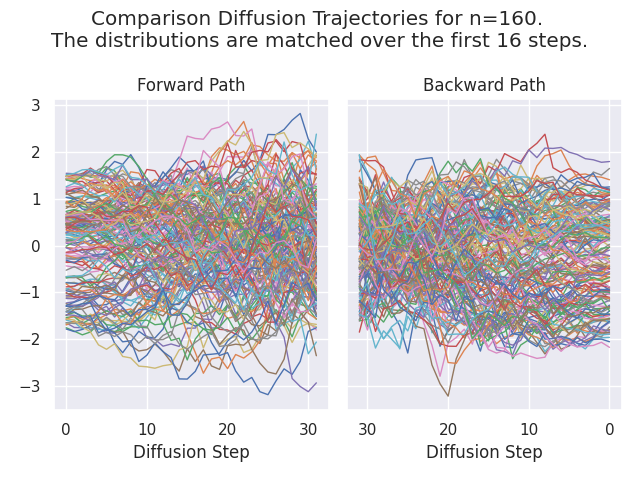 Comparison Diffusion Trajectories for n=160.
The distributions are matched over the first 16 steps.
Forward Path
Backward Path
3
2
1
0
−1
−2
−3
0
10
20
30
30
20
10
0
Diffusion Step
Diffusion Step